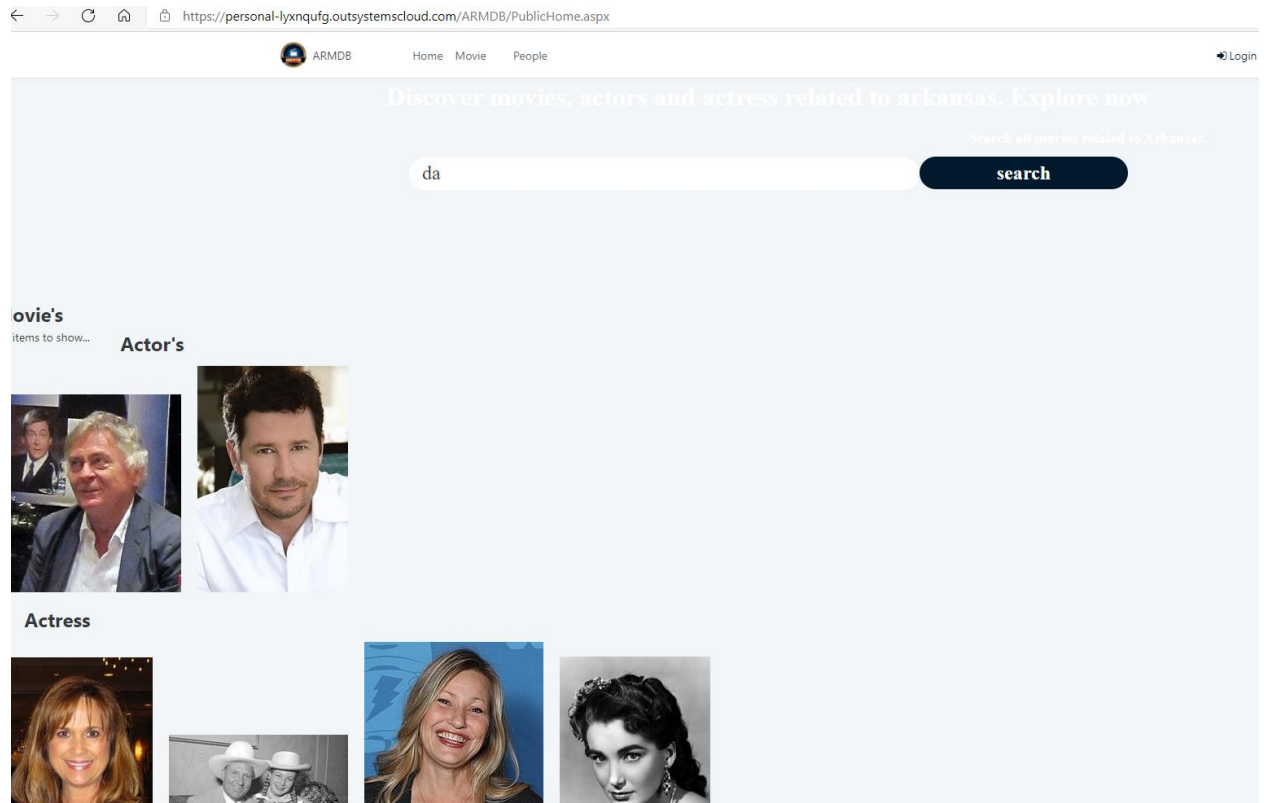 https://personal-lyxnqufg.outsystemscloud.com/ARMDB/PublicHome.aspx
ARMDB Home Movie People Login
Discover movies, actors and actress related to arkansas. Explore now
Search all movies related to Arkansas.
da search
ovie's
items to show...
Actor's
Actress